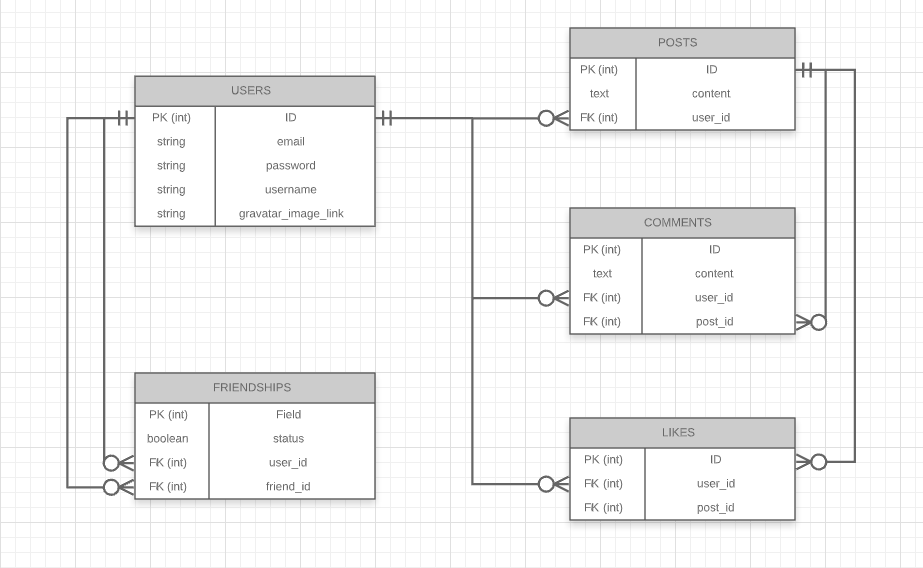 USERS
PK (int) ID
string email
string password
string username
string gravatar_image_link
FRIENDSHIPS
PK (int) Field
boolean status
FK (int) user_id
FK (int) friend_id
POSTS
PK (int) ID
text content
FK (int) user_id
COMMENTS
PK (int) ID
text content
FK (int) user_id
FK (int) post_id
LIKES
PK (int) ID
FK (int) user_id
FK (int) post_id